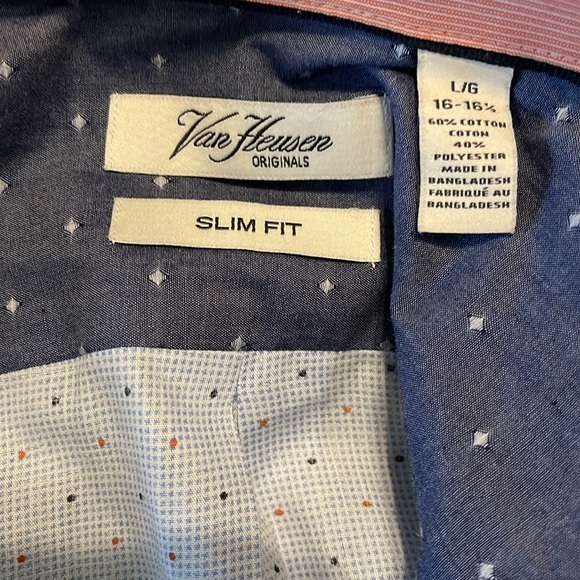 Van Heusen
ORIGINALS
SLIM FIT
L/G
16-16½
60% COTTON
COTON
40%
POLYESTER
MADE IN
BANGLADESH
FABRIQUÉ AU
BANGLADESH